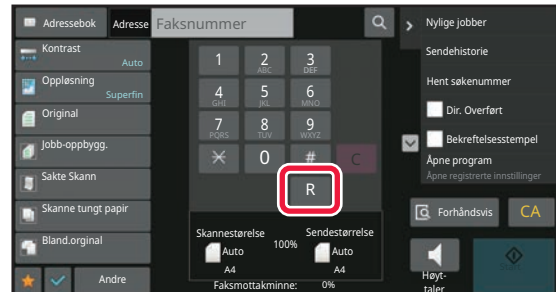 Adressebok
Adresse
Faksnummer
Nylige jobber
Kontrast
Auto
Sendehistorie
Oppløsning
Superfin
Hent søkenummer
Original
Dir. Overført
Jobb-oppbygg.
Bekreftelsesstempel
Sakte Skann
Åpne program
Åpne registrerte innstillinger
Skanne tungt papir
Bland.orginal
Andre
1
2
ABC
3
DEF
4
GHI
5
JKL
6
MNO
7
PQRS
8
TUV
9
WXYZ
0
#
C
R
Skannestørelse
100%
Sendestørrelse
Auto
A4
Auto
A4
Faksmottakminne:
0%
Forhåndsvis
CA
Høyt-
taler